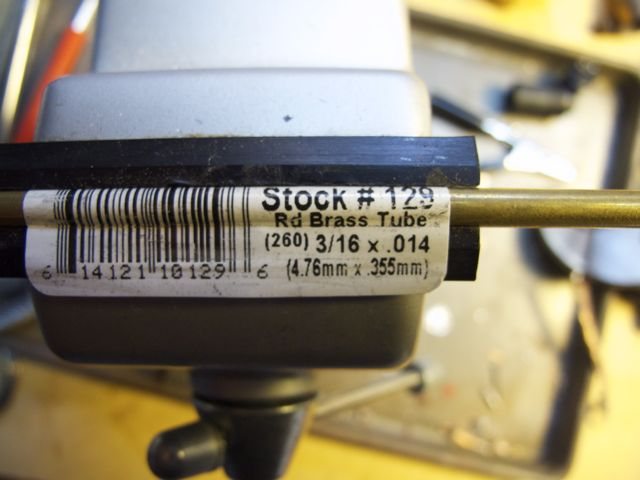 Stock # 129
Rd Brass Tube
(260) 3/16 x .014
(4.76mm x .355mm)
6 14121 10129 6